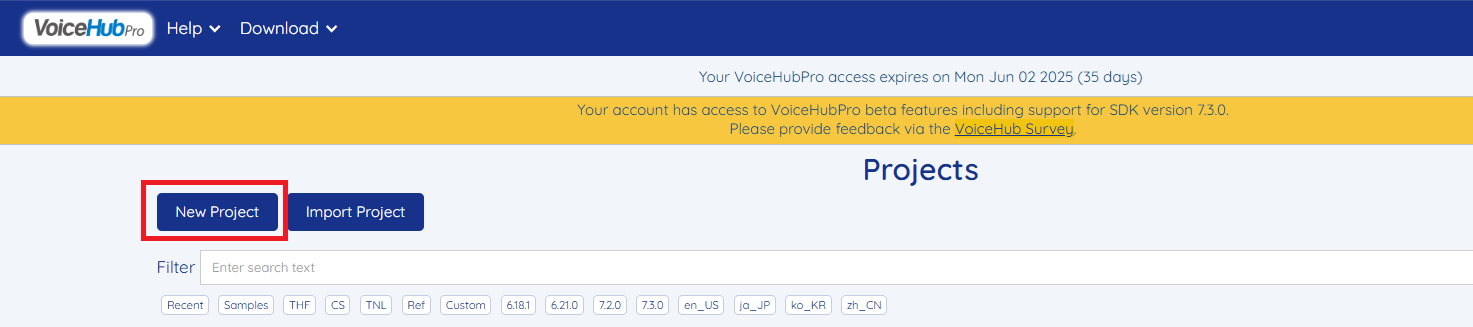 VoiceHubPro Help Download
Your VoiceHubPro access expires on Mon Jun 02 2025 (35 days)
Your account has access to VoiceHubPro beta features including support for SDK version 7.3.0.
Please provide feedback via the VoiceHub Survey.
Projects
New Project Import Project
Filter Enter search text
Recent Samples THF CS TNL Ref Custom 6.18.1 6.21.0 7.2.0 7.3.0 en_US ja_JP ko_KR zh_CN